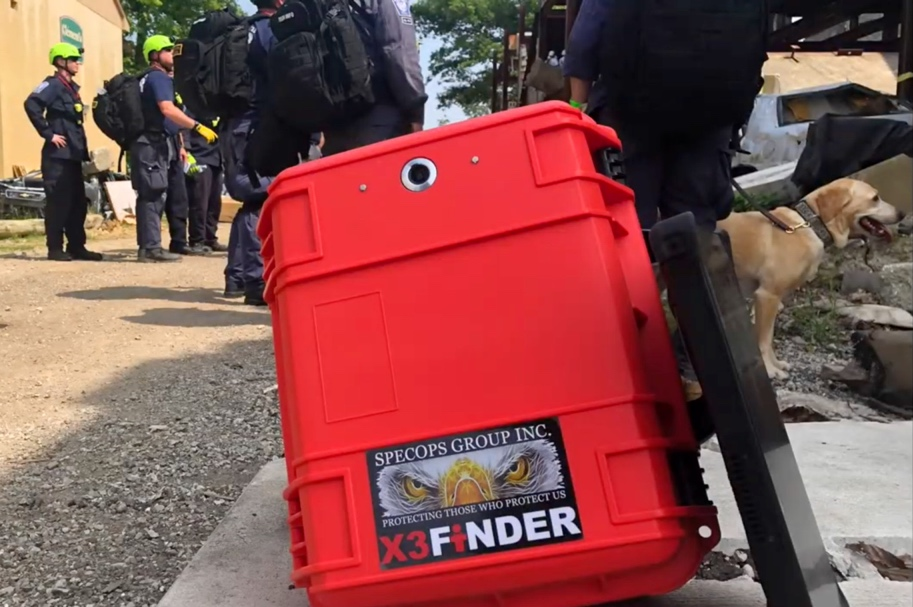 SPECOPS GROUP INC.
PROTECTING THOSE WHO PROTECT US
X3FiNDER